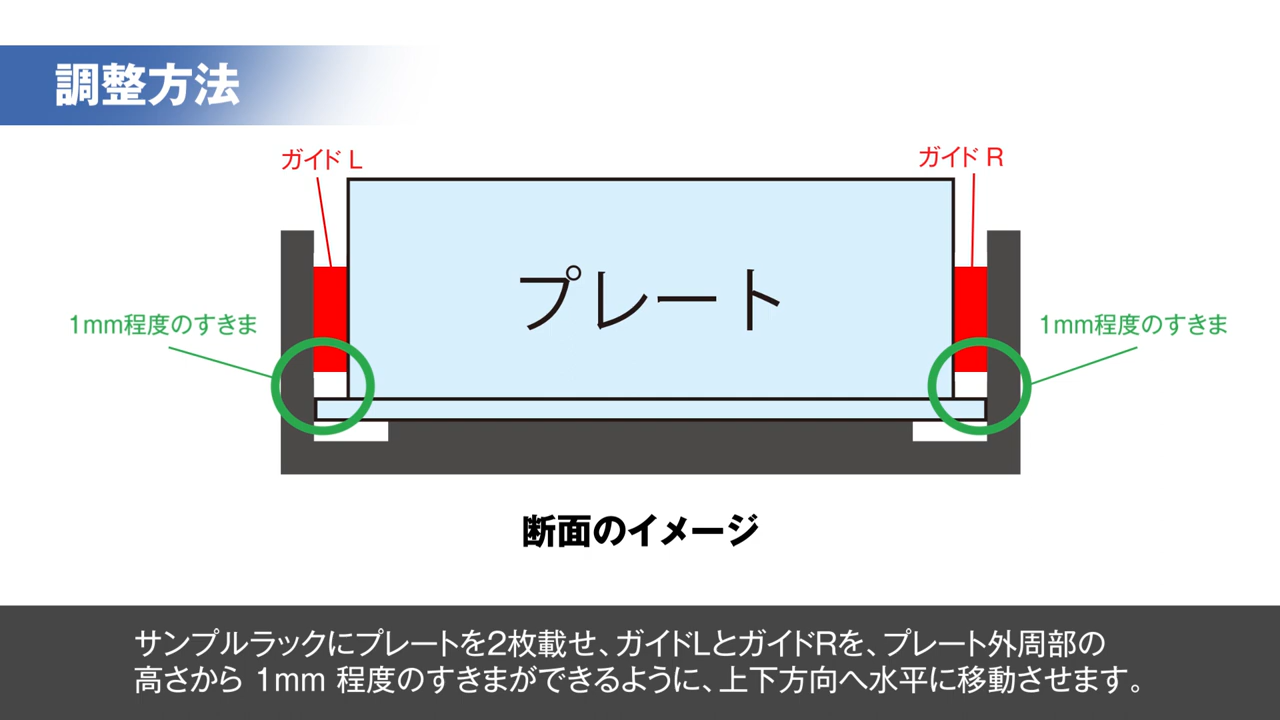 調整方法
ガイド L
ガイド R
プレート
1mm程度のすきま
1mm程度のすきま
断面のイメージ
サンプルラックにプレートを2枚載せ、ガイドLとガイドRを、プレート外周部の
高さから 1mm 程度のすきまができるように、上下方向へ水平に移動させます。